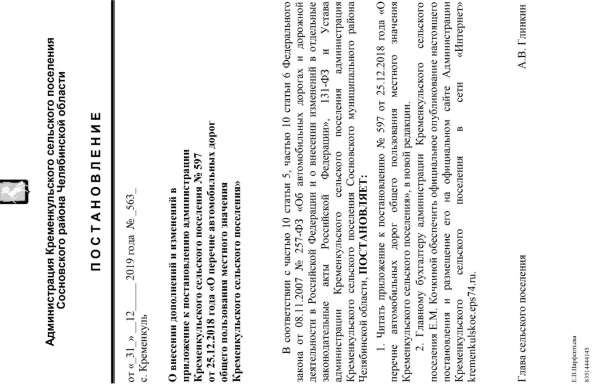 Администрация Кременкульского сельского поселения
Сосновского района Челябинской области
ПОСТАНОВЛЕНИЕ
от «_31_» __12_____ 2019 года №_563_
с. Кременкуль
О внесении дополнений и изменений в
приложение к постановлению администрации
Кременкульского сельского поселения № 597
от 25.12.2018 года «О перечне автомобильных дорог
общего пользования местного значения
Кременкульского сельского поселения»
В соответствии с частью 10 статьи 5, частью 10 статьи 6 Федерального
закона от 08.11.2007 № 257-ФЗ «Об автомобильных дорогах и дорожной
деятельности в Российской Федерации и о внесении изменений в отдельные
законодательные акты Российской Федерации», 131-ФЗ и Устава
администрации Кременкульского сельского поселения администрация
Кременкульского сельского поселения Сосновского муниципального района
Челябинской области, ПОСТАНОВЛЯЕТ:
1. Читать приложение к постановлению № 597 от 25.12.2018 года «О
перечне автомобильных дорог общего пользования местного значения
Кременкульского сельского поселения», в новой редакции.
2. Главному бухгалтеру администрации Кременкульского сельского
поселения Е.М. Кочкиной обеспечить официальное опубликование настоящего
постановления и размещение его на официальном сайте Администрации
Кременкульского сельского поселения в сети «Интернет»
kremenkulskoe.eps74.ru.
Глава сельского поселения А.В. Глинкин
83514444143